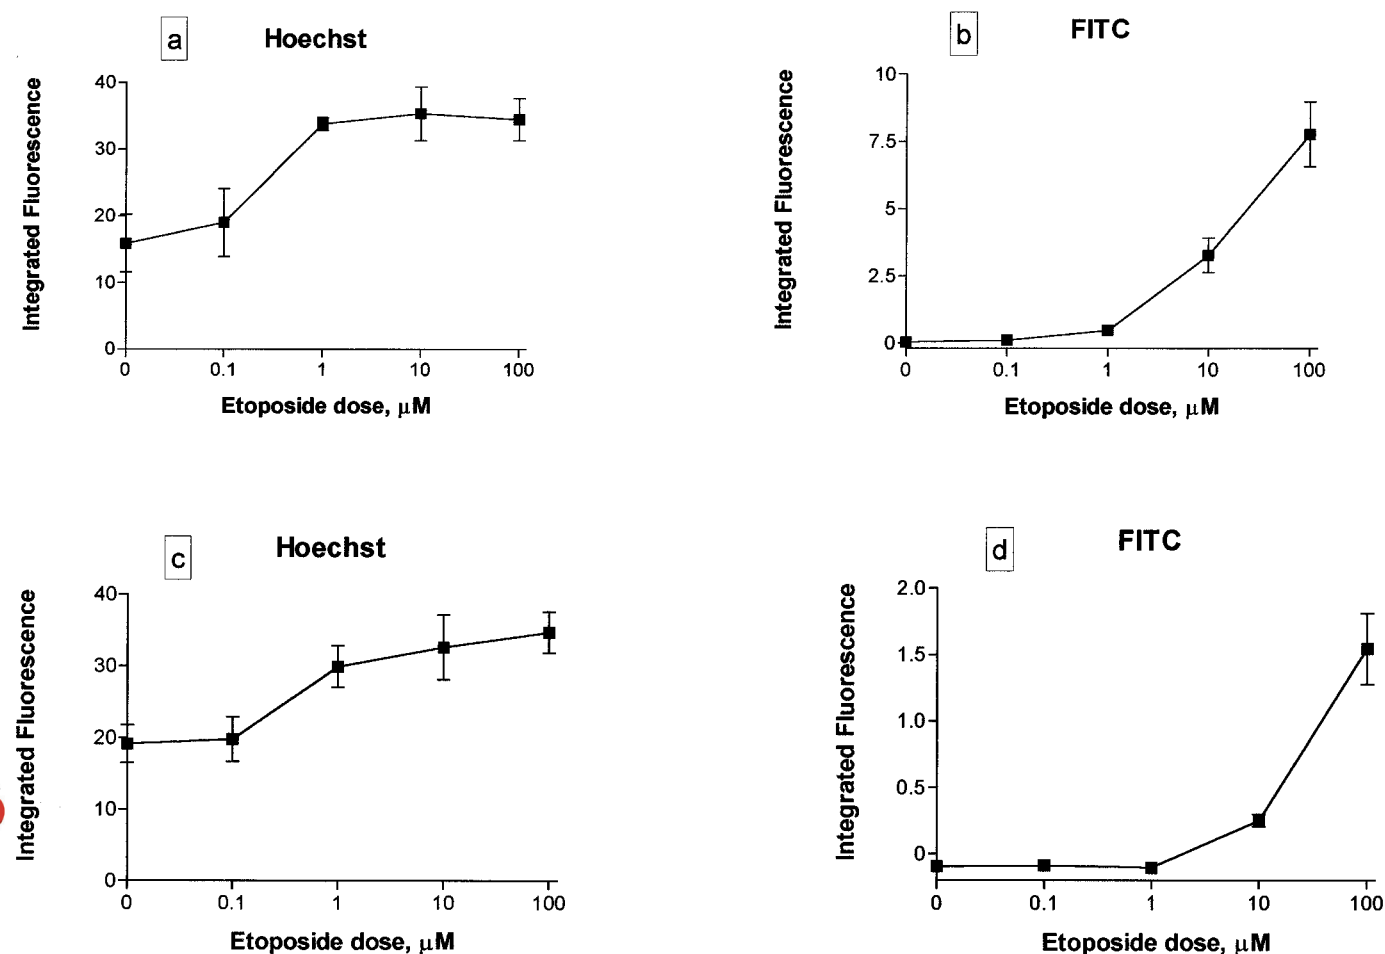 a
Hoechst
Integrated Fluorescence
40
30
20
10
0
0 0.1 1 10 100
Etoposide dose, μM
b
FITC
Integrated Fluorescence
10
7.5
5
2.5
0
0 0.1 1 10 100
Etoposide dose, μM
c
Hoechst
Integrated Fluorescence
40
30
20
10
0
0 0.1 1 10 100
Etoposide dose, μM
d
FITC
Integrated Fluorescence
2.0
1.5
1.0
0.5
0
0 0.1 1 10 100
Etoposide dose, μM